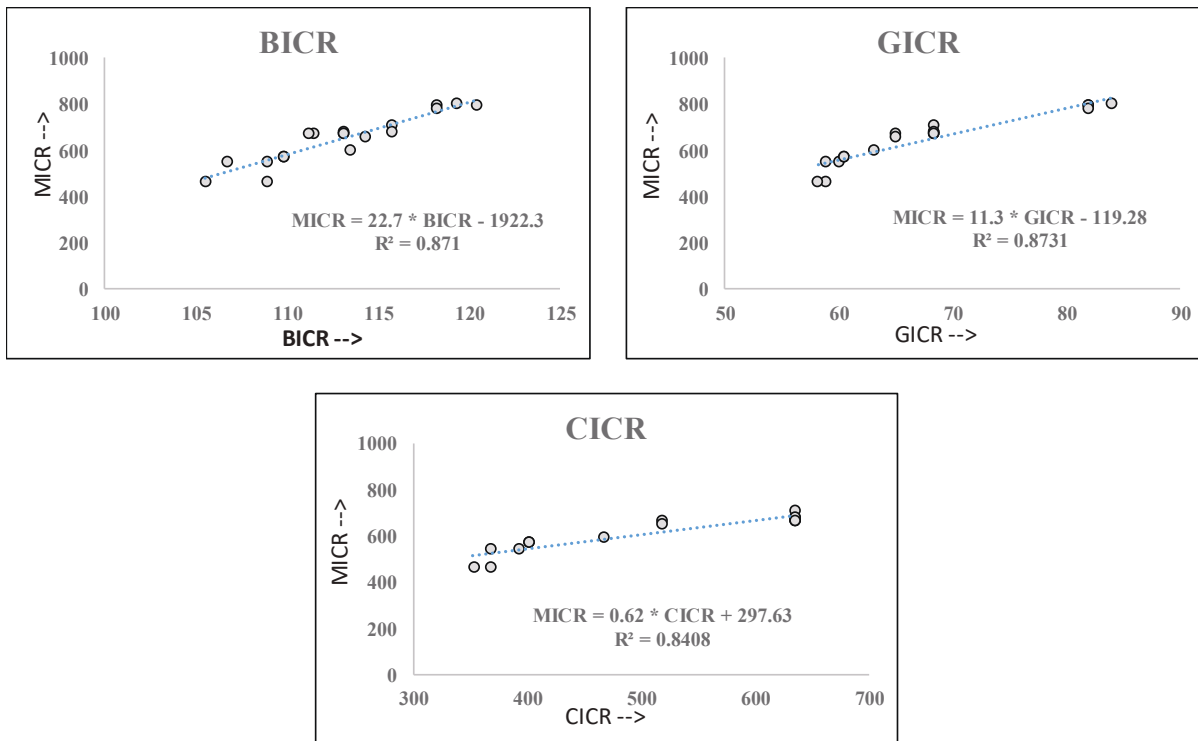 BICR
1000
800
600
400
200
0
MICR -->
MICR = 22.7 * BICR - 1922.3
R² = 0.871
100 105 110 115 120 125
BICR -->
GICR
1000
800
600
400
200
0
MICR -->
MICR = 11.3 * GICR - 119.28
R² = 0.8731
50 60 70 80 90
GICR -->
CICR
1000
800
600
400
200
0
MICR -->
MICR = 0.62 * CICR + 297.63
R² = 0.8408
300 400 500 600 700
CICR -->